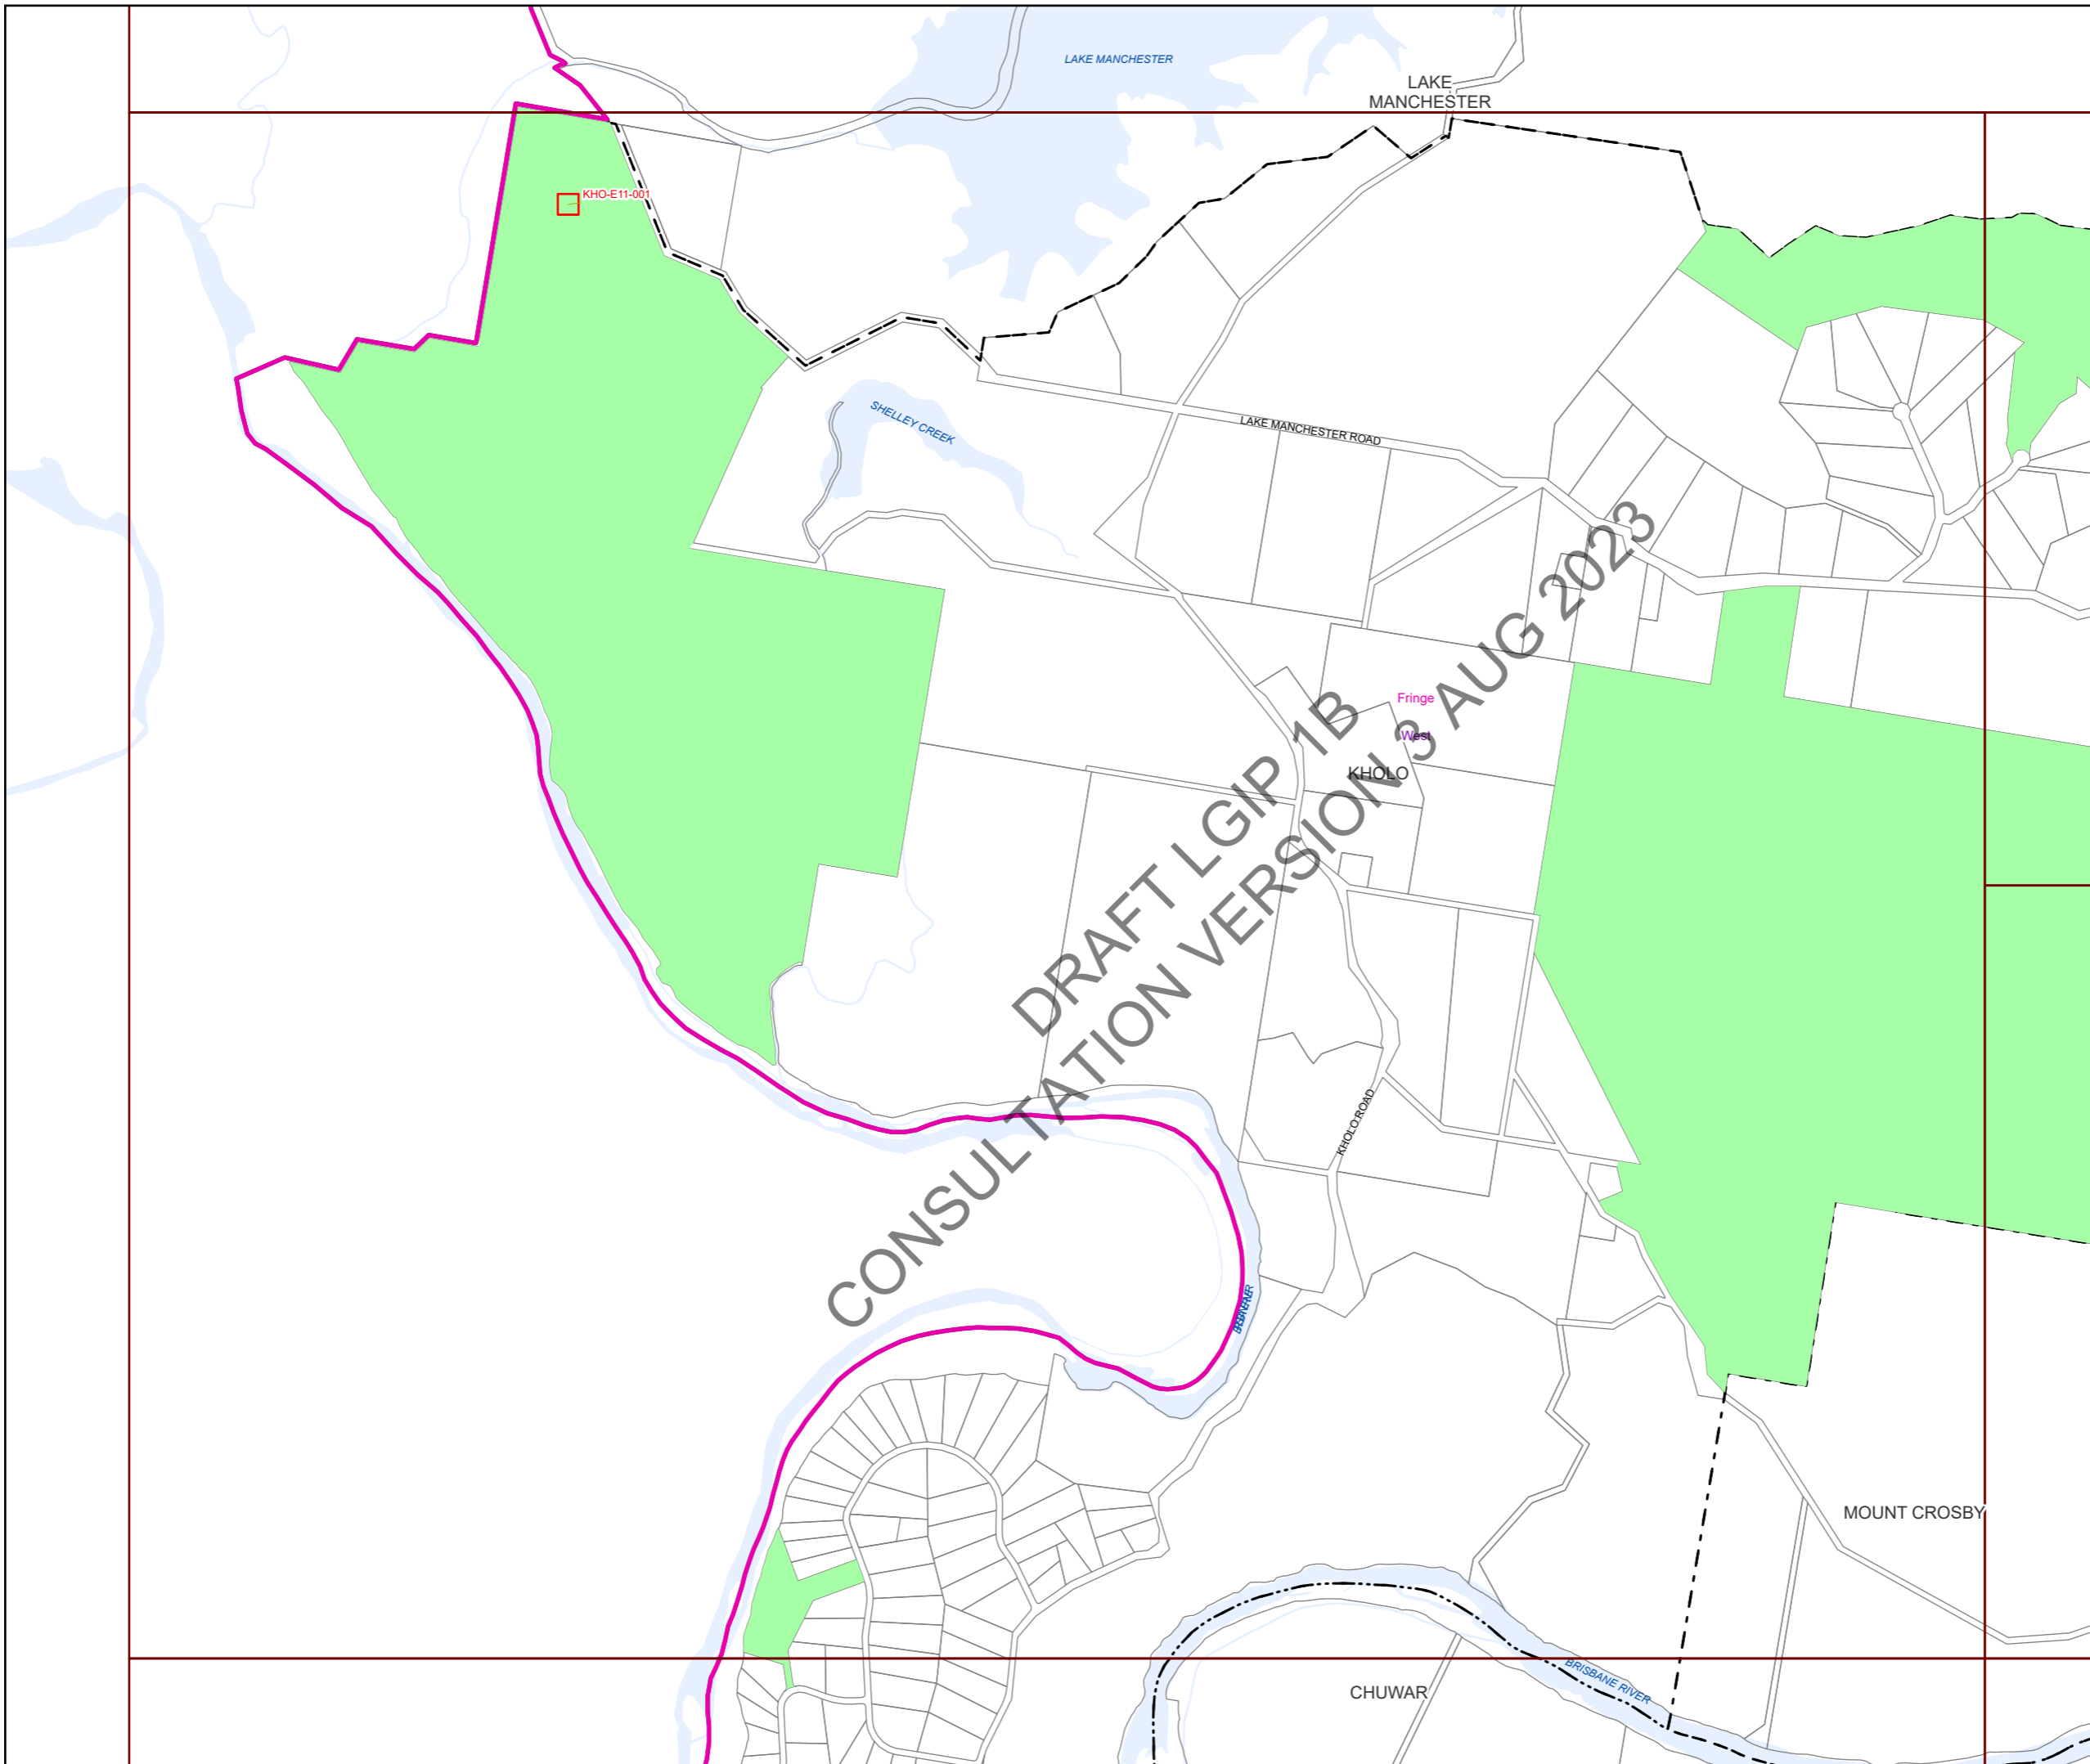 LAKE MANCHESTER
LAKE
MANCHESTER
KHO-E11-001
SHELLEY CREEK
LAKE MANCHESTER ROAD
Fringe
West
KHOLO
DRAFT LGIP 1B
CONSULTATION VERSION 3 AUG 2023
KHOLO ROAD
MOUNT CROSBY
BRISBANE RIVER
CHUWAR